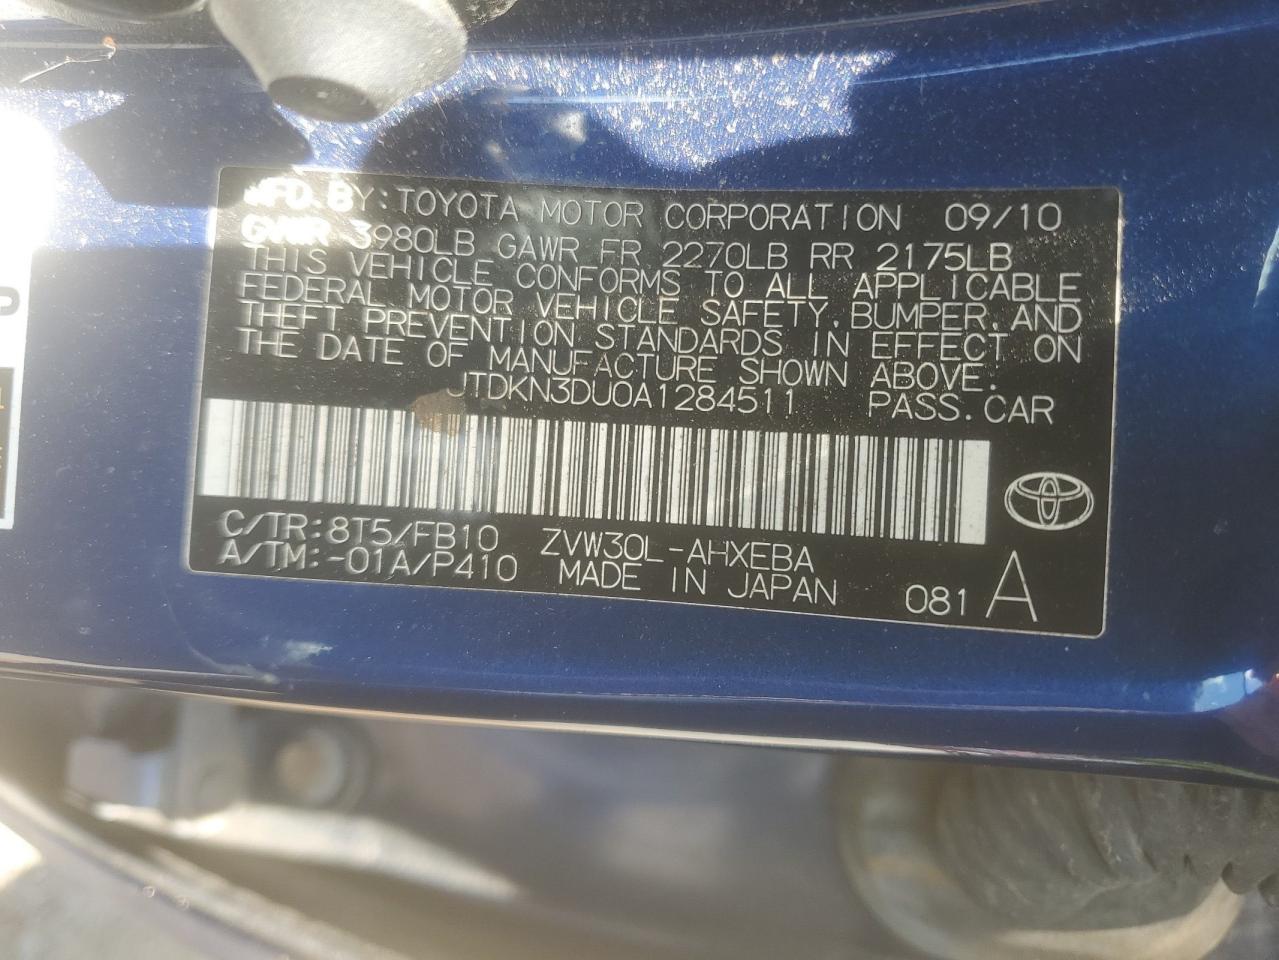 MFD.BY:TOYOTA MOTOR CORPORATION 09/10
GVWR 3980LB GAWR FR 2270LB RR 2175LB
THIS VEHICLE CONFORMS TO ALL APPLICABLE
FEDERAL MOTOR VEHICLE SAFETY,BUMPER,AND
THEFT PREVENTION STANDARDS IN EFFECT ON
THE DATE OF MANUFACTURE SHOWN ABOVE.
JTDKN3DU0A1284511 PASS.CAR
C/TR:8T5/FB10 ZVW30L-AHXEBA
A/TM:-01A/P410 MADE IN JAPAN 081 A